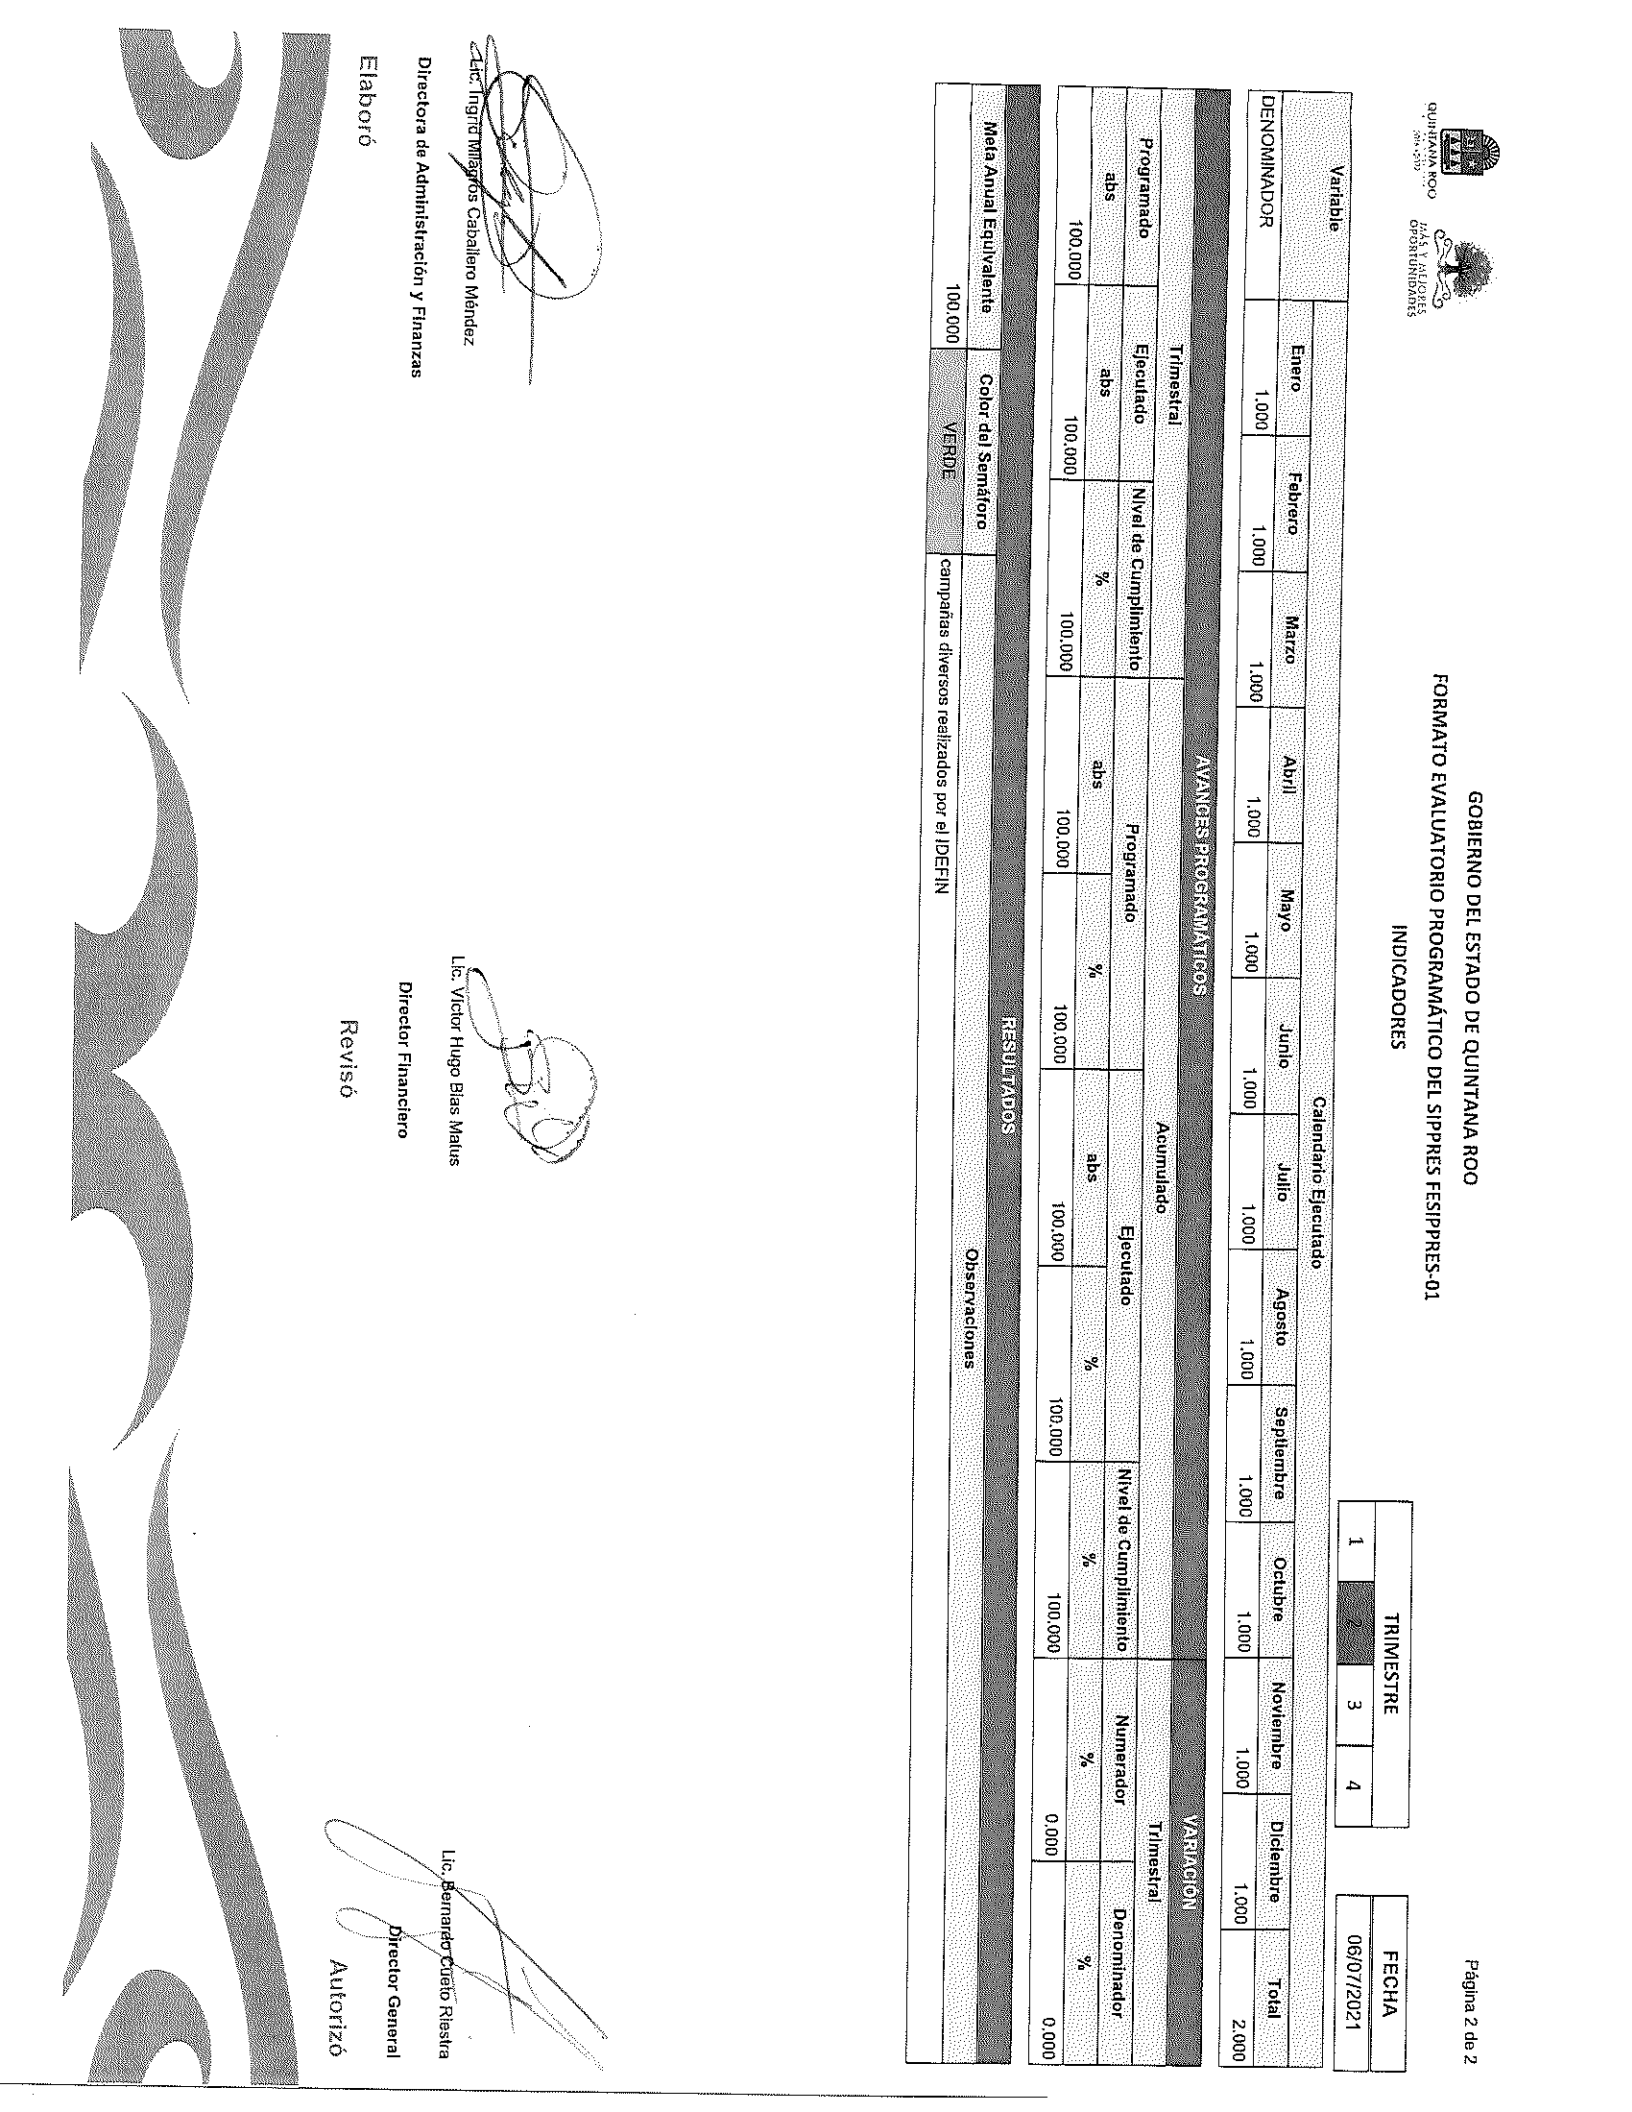 QUINTANA ROO
MÁS Y MEJORES
OPORTUNIDADES
Página 2 de 2
GOBIERNO DEL ESTADO DE QUINTANA ROO
FORMATO EVALUATORIO PROGRAMÁTICO DEL SIPPRES FESIPPRES-01
INDICADORES
TRIMESTRE
1 2 3 4
FECHA
06/07/2021
Variable Calendario Ejecutado
Enero Febrero Marzo Abril Mayo Junio Julio Agosto Septiembre Octubre Noviembre Diciembre Total
DENOMINADOR 1.000 1.000 1.000 1.000 1.000 1.000 1.000 1.000 1.000 1.000 1.000 1.000 2.000
AVANCES PROGRAMÁTICOS VARIACIÓN
Trimestral Acumulado Trimestral
Programado Ejecutado Nivel de Cumplimiento Programado Ejecutado Nivel de Cumplimiento Numerador Denominador
abs abs % abs % abs % % % %
100.000 100.000 100.000 100.000 100.000 100.000 100.000 100.000 0.000 0.000
RESULTADOS
Meta Anual Equivalente Color del Semáforo Observaciones
100.000 VERDE campañas diversos realizados por el IDEFIN
Lic. Ingrid Milagros Caballero Méndez
Directora de Administración y Finanzas
Elaboró
Lic. Victor Hugo Blas Matus
Director Financiero
Revisó
Lic. Bernardo Cueto Riestra
Director General
Autorizó